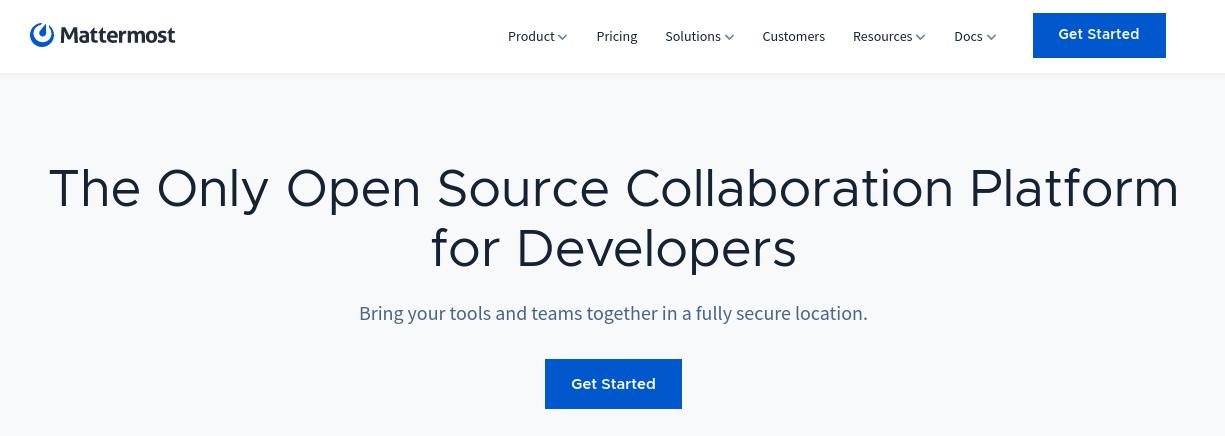 Mattermost
Product Pricing Solutions Customers Resources Docs Get Started
The Only Open Source Collaboration Platform
for Developers
Bring your tools and teams together in a fully secure location.
Get Started